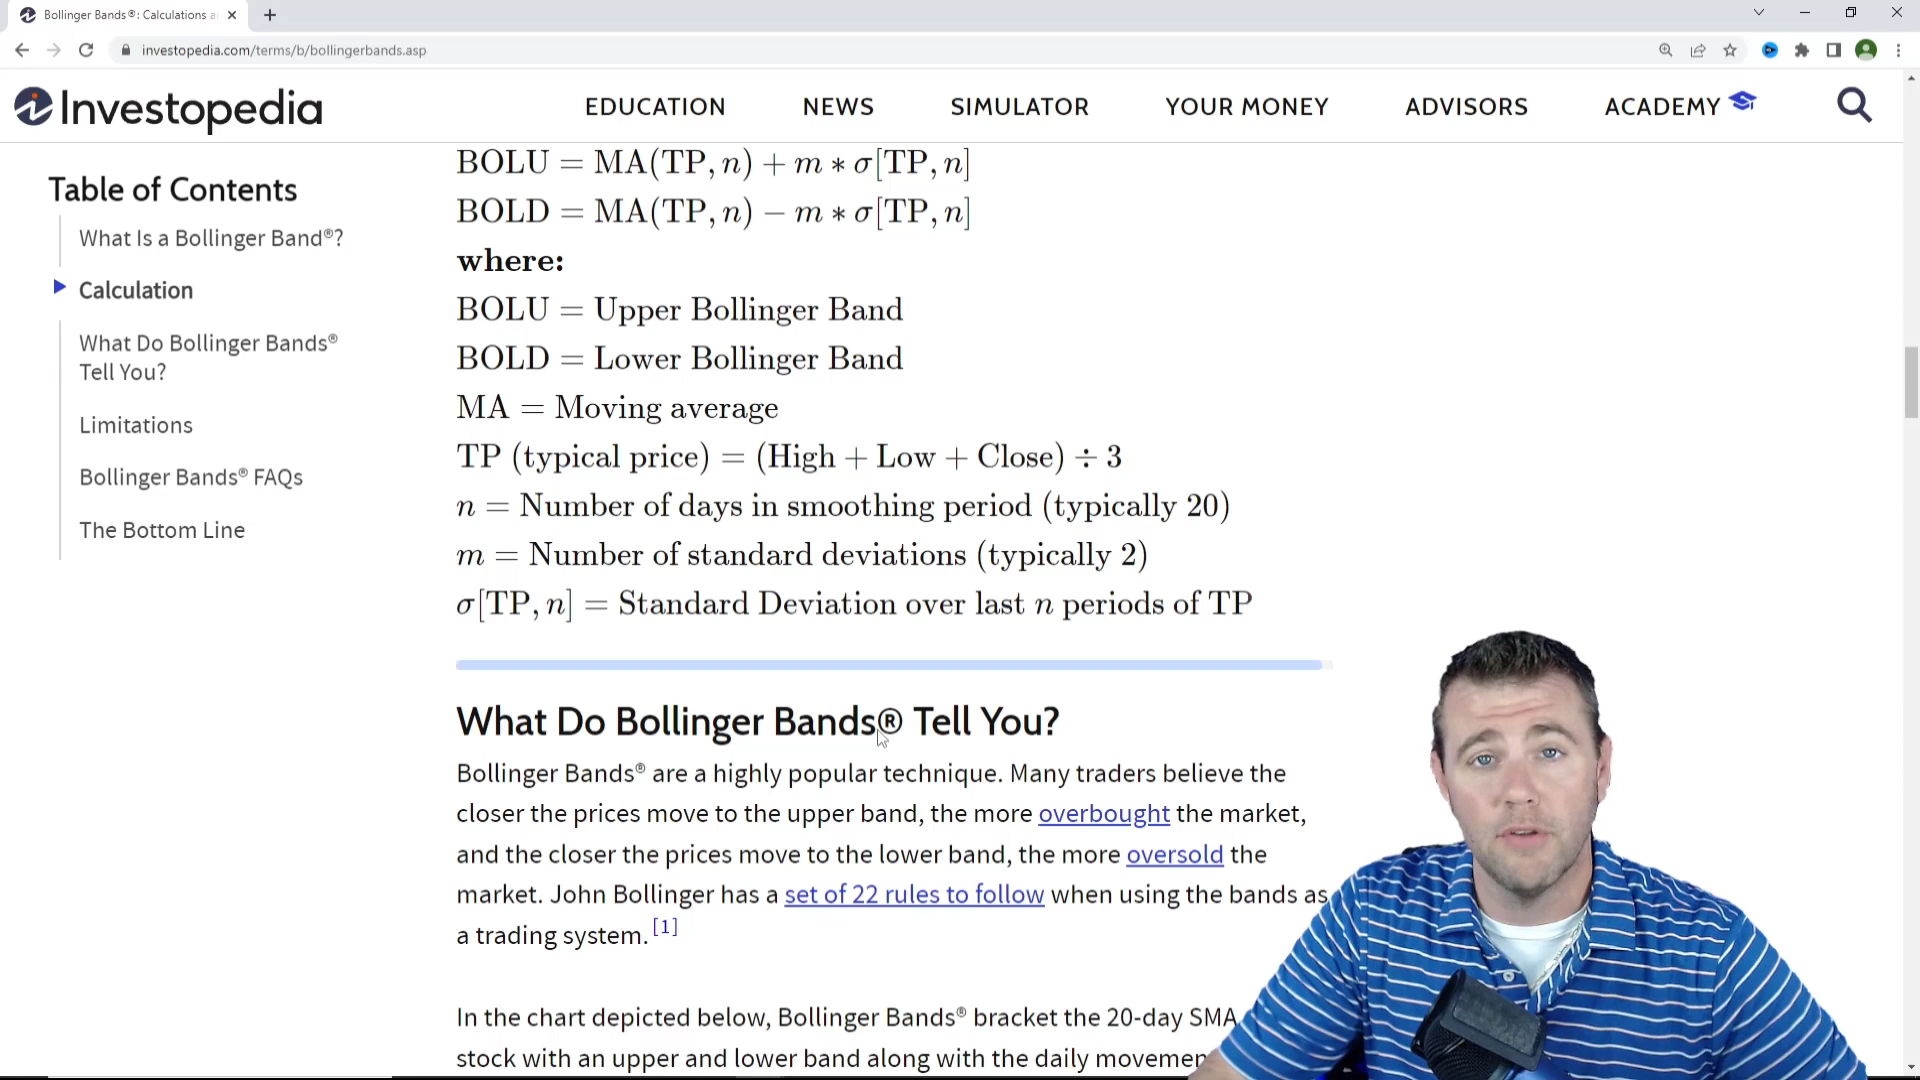 Bollinger Bands®: Calculations a
investopedia.com/terms/b/bollingerbands.asp
Investopedia
EDUCATION NEWS SIMULATOR YOUR MONEY ADVISORS ACADEMY
Table of Contents
What Is a Bollinger Band®?
Calculation
What Do Bollinger Bands®
Tell You?
Limitations
Bollinger Bands® FAQs
The Bottom Line
BOLU = MA(TP, n) + m ∗ σ[TP, n]
BOLD = MA(TP, n) − m ∗ σ[TP, n]
where:
BOLU = Upper Bollinger Band
BOLD = Lower Bollinger Band
MA = Moving average
TP (typical price) = (High + Low + Close) ÷ 3
n = Number of days in smoothing period (typically 20)
m = Number of standard deviations (typically 2)
σ[TP, n] = Standard Deviation over last n periods of TP
What Do Bollinger Bands® Tell You?
Bollinger Bands® are a highly popular technique. Many traders believe the
closer the prices move to the upper band, the more overbought the market,
and the closer the prices move to the lower band, the more oversold the
market. John Bollinger has a set of 22 rules to follow when using the bands as
a trading system. [1]
In the chart depicted below, Bollinger Bands® bracket the 20-day SMA
stock with an upper and lower band along with the daily